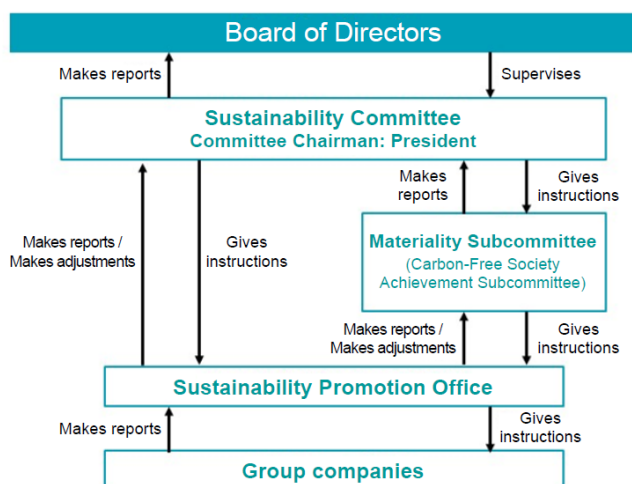 Board of Directors
Makes reports
Supervises
Sustainability Committee
Committee Chairman: President
Makes
reports
Gives
instructions
Makes reports /
Makes adjustments
Gives
instructions
Materiality Subcommittee
(Carbon-Free Society
Achievement Subcommittee)
Makes reports /
Makes adjustments
Gives
instructions
Sustainability Promotion Office
Makes reports
Gives
instructions
Group companies